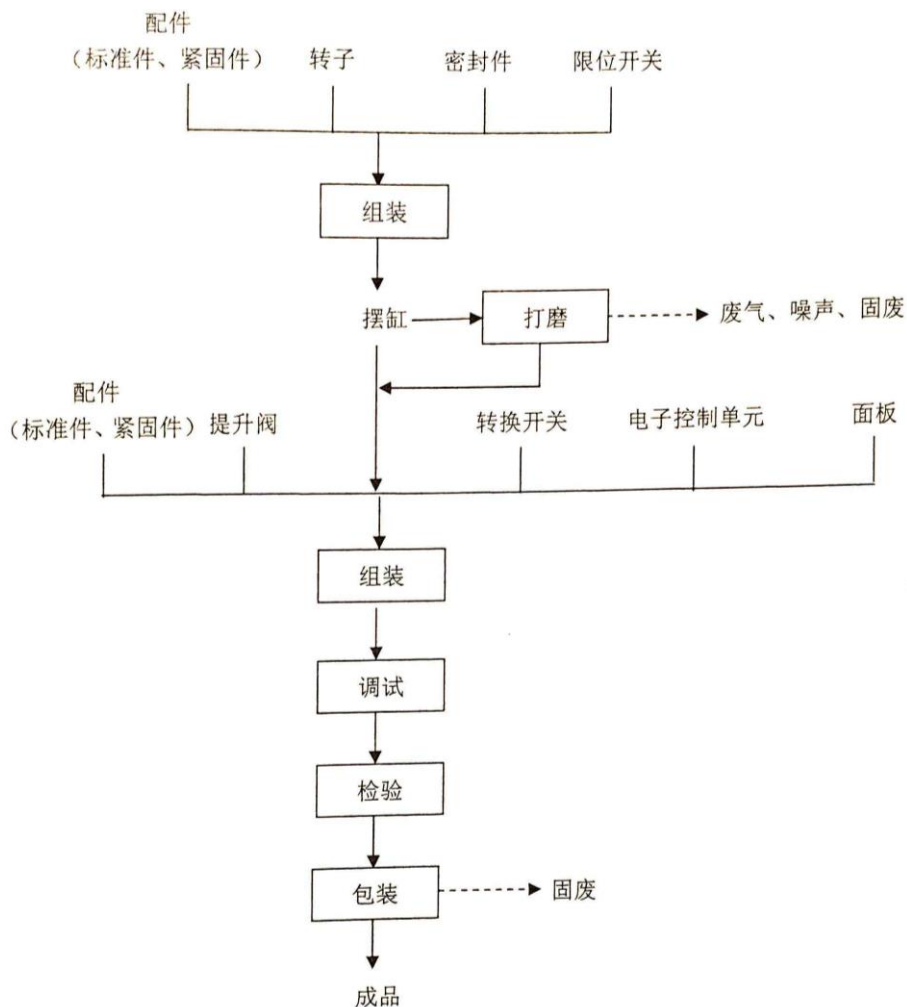 配件
（标准件、紧固件） 转子 密封件 限位开关
组装
摆缸 打磨 废气、噪声、固废
配件
（标准件、紧固件）提升阀 转换开关 电子控制单元 面板
组装
调试
检验
包装 固废
成品